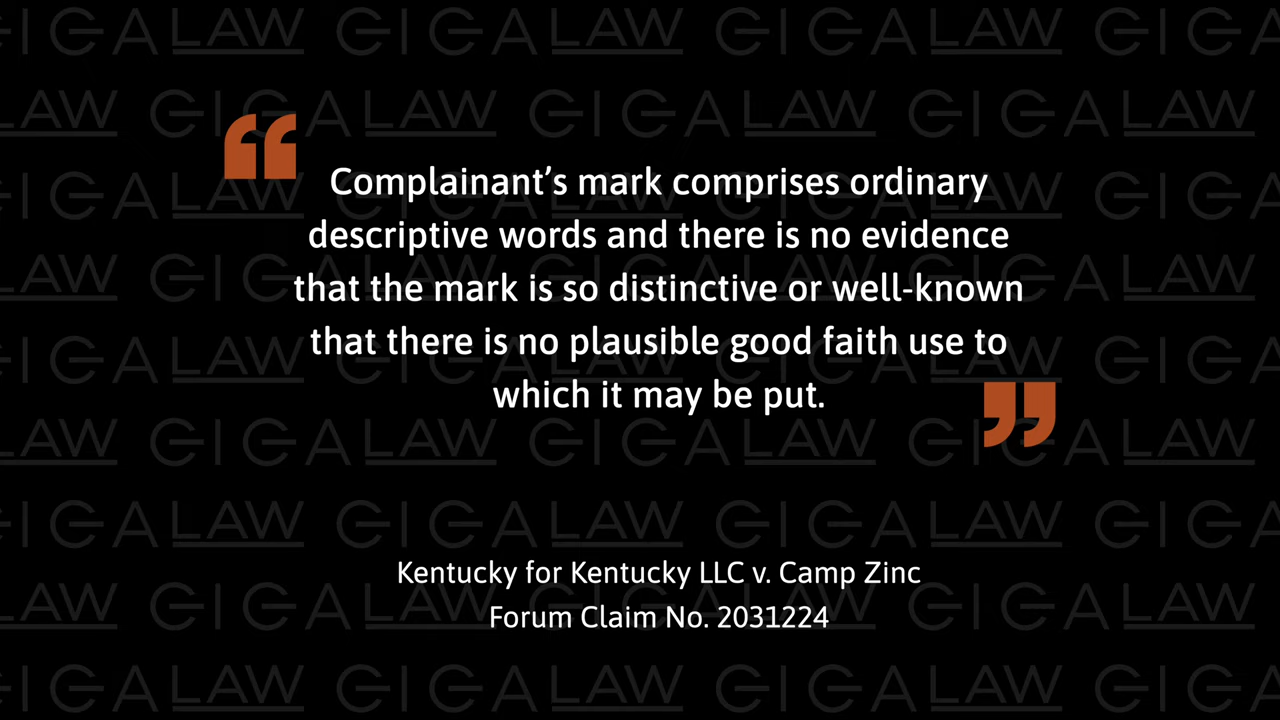 “
Complainant’s mark comprises ordinary
descriptive words and there is no evidence
that the mark is so distinctive or well-known
that there is no plausible good faith use to
which it may be put.
”
Kentucky for Kentucky LLC v. Camp Zinc
Forum Claim No. 2031224
GIGALAW